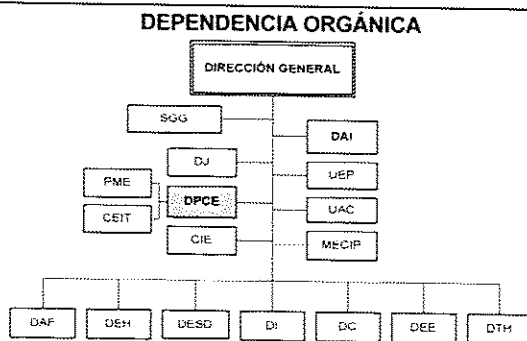 DEPENDENCIA ORGÁNICA
DIRECCIÓN GENERAL
SGG
DAI
DJ
UEP
PME
DPCE
CEIT
UAC
CIE
MECIP
DAF
DEH
DESD
DI
DC
DEE
DTH